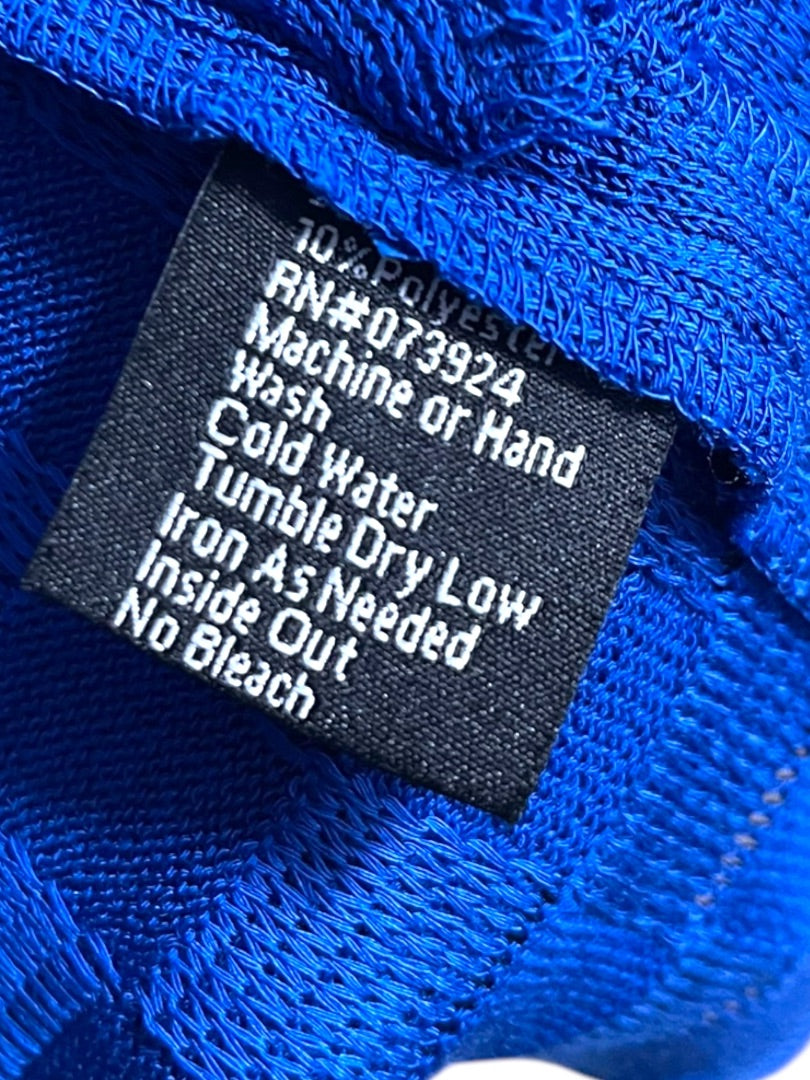 10%Polyester
RN#073924
Machine or Hand
Wash
Cold Water
Tumble Dry Low
Iron As Needed
Inside Out
No Bleach